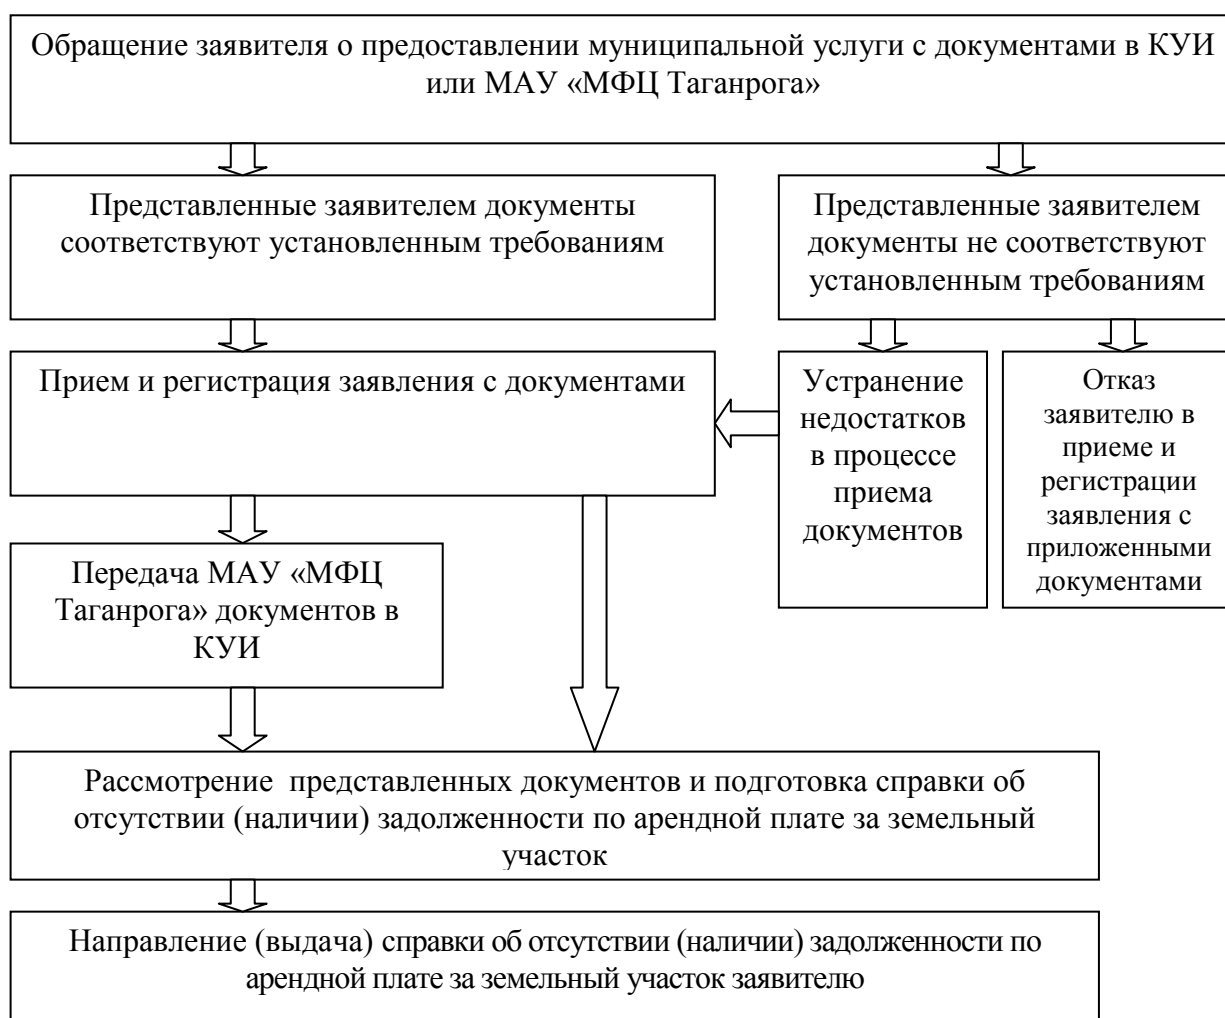 Обращение заявителя о предоставлении муниципальной услуги с документами в КУИ
или МАУ «МФЦ Таганрога»
Представленные заявителем документы
соответствуют установленным требованиям
Представленные заявителем
документы не соответствуют
установленным требованиям
Прием и регистрация заявления с документами
Устранение
недостатков
в процессе
приема
документов
Отказ
заявителю в
приеме и
регистрации
заявления с
приложенными
документами
Передача МАУ «МФЦ
Таганрога» документов в
КУИ
Рассмотрение представленных документов и подготовка справки об
отсутствии (наличии) задолженности по арендной плате за земельный
участок
Направление (выдача) справки об отсутствии (наличии) задолженности по
арендной плате за земельный участок заявителю